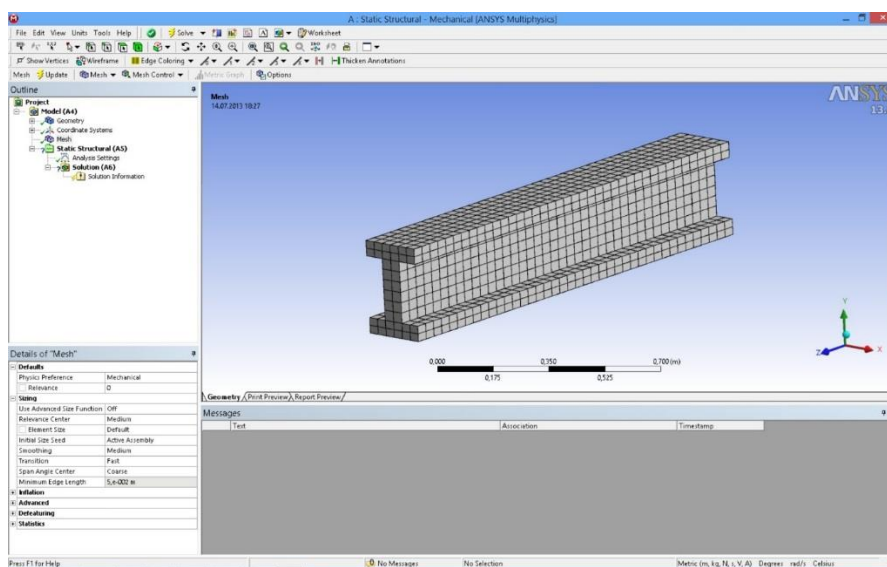 A : Static Structural - Mechanical [ANSYS Multiphysics]
File Edit View Units Tools Help Solve Worksheet
Show Vertices Wireframe Edge Coloring Thicken Annotations
Mesh Update Mesh Mesh Control Metric Graph Options
Outline
Project
Model (A4)
Geometry
Coordinate Systems
Mesh
Static Structural (A5)
Analysis Settings
Solution (A6)
Solution Information
Mesh
14.07.2013 18:27
ANSYS
Y
Z X
0,000 0,350 0,700 (m)
0,175 0,525
Geometry Print Preview Report Preview
Details of "Mesh"
Defaults
Physics Preference Mechanical
Relevance 0
Sizing
Use Advanced Size Function Off
Relevance Center Medium
Element Size Default
Initial Size Seed Active Assembly
Smoothing Medium
Transition Fast
Span Angle Center Coarse
Minimum Edge Length 5,e-002 m
Inflation
Advanced
Defeaturing
Statistics
Messages
Text Association Timestamp
Press F1 for Help No Messages No Selection Metric (m, kg, N, s, V, A) Degrees rad/s Celsius